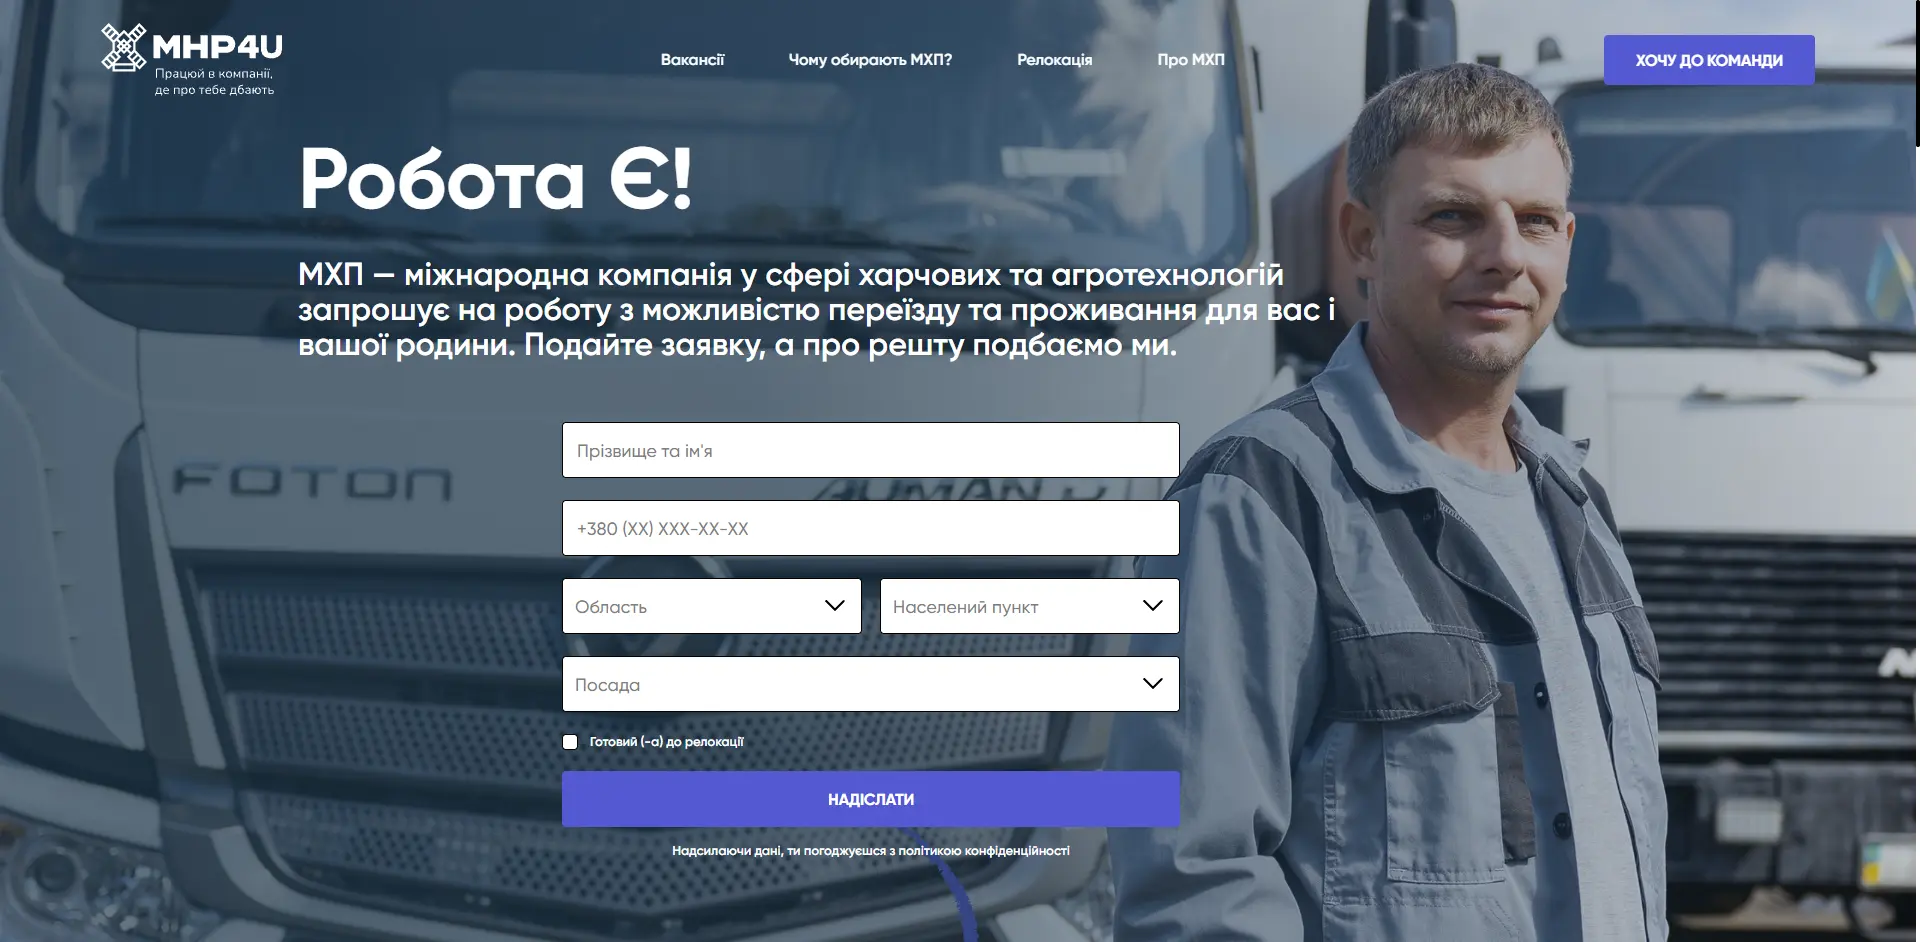 MHP4U
Працюй в компанії,
де про тебе дбають
Вакансії
Чому обирають МХП?
Релокація
Про МХП
ХОЧУ ДО КОМАНДИ
Робота Є!
МХП — міжнародна компанія у сфері харчових та агротехнологій
запрошує на роботу з можливістю переїзду та проживання для вас і
вашої родини. Подайте заявку, а про решту подбаємо ми.
Прізвище та ім'я
FOTON
AUMAN D
+380 (XX) XXX-XX-XX
Область
Населений пункт
Посада
Готовий (-а) до релокації
НАДІСЛАТИ
Надсилаючи дані, ти погоджуєшся з політикою конфіденційності